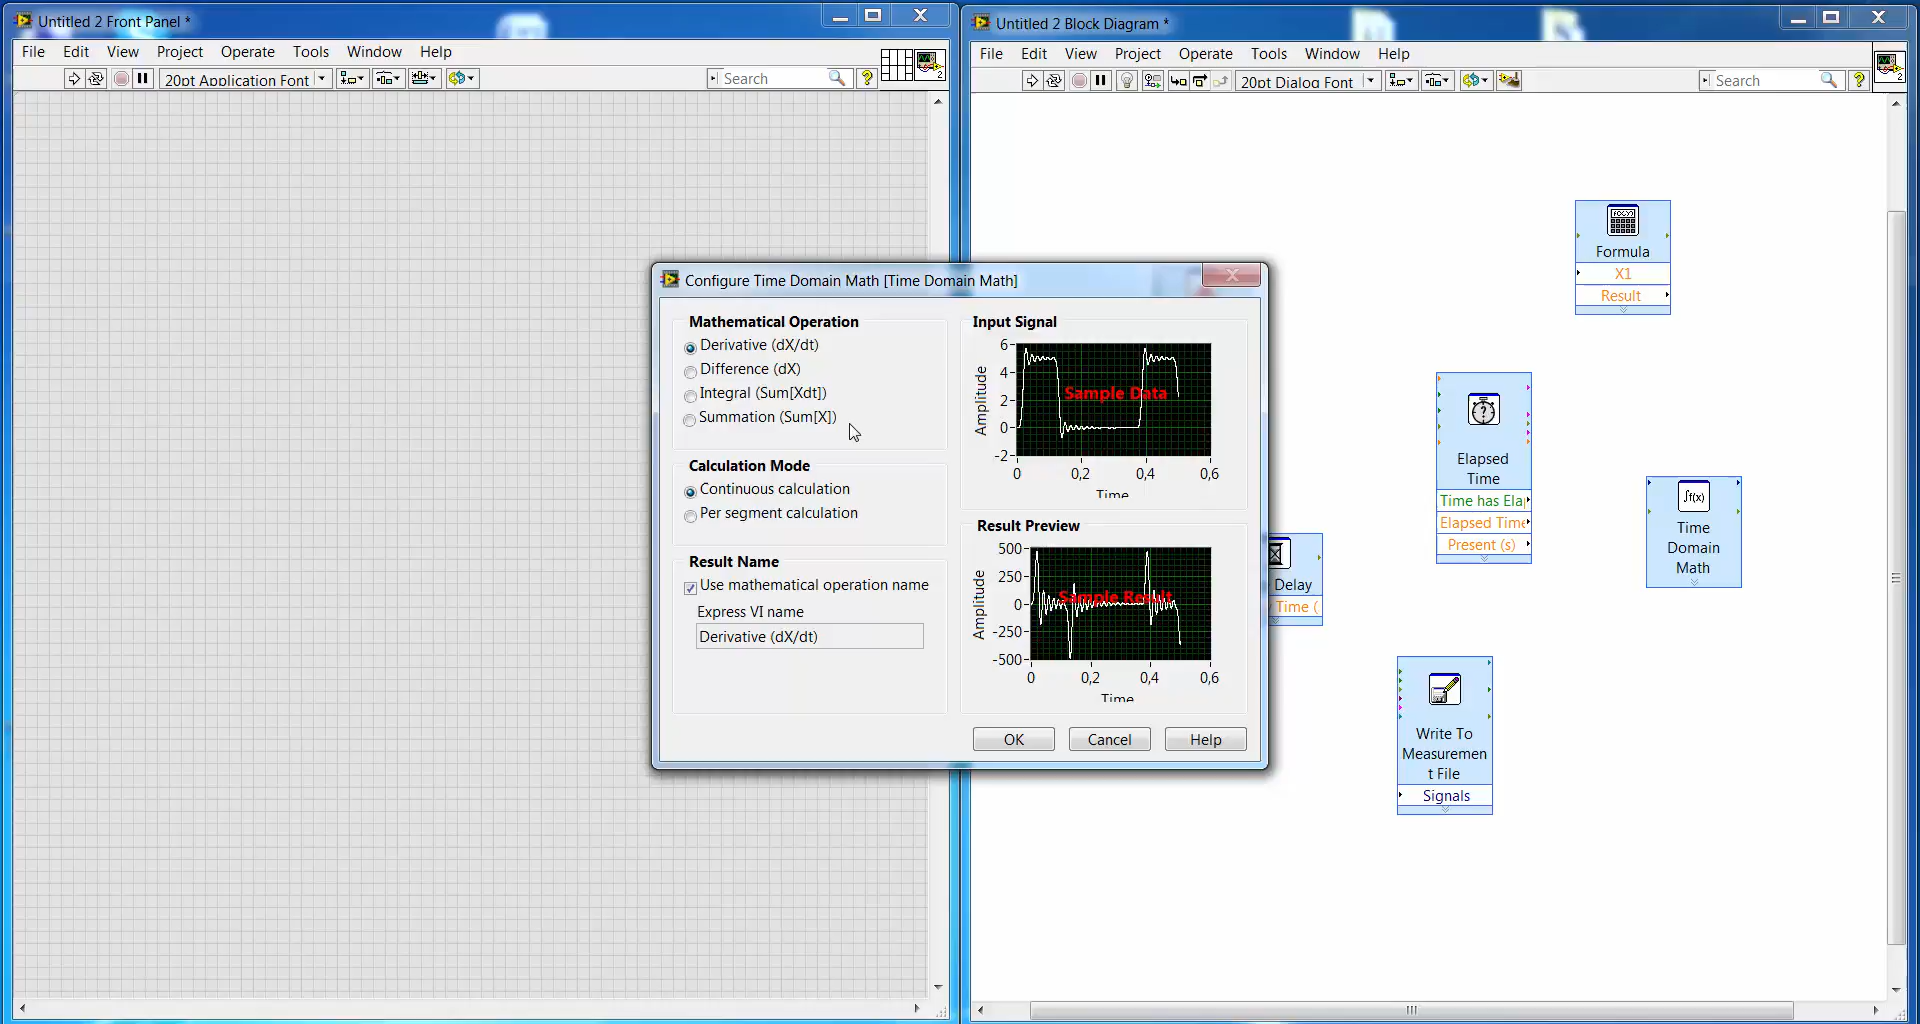 Untitled 2 Front Panel *
File Edit View Project Operate Tools Window Help
20pt Application Font
Search
2
Untitled 2 Block Diagram *
File Edit View Project Operate Tools Window Help
20pt Dialog Font
Search
2
Configure Time Domain Math [Time Domain Math]
Mathematical Operation
Derivative (dX/dt)
Difference (dX)
Integral (Sum[Xdt])
Summation (Sum[X])
Calculation Mode
Continuous calculation
Per segment calculation
Result Name
Use mathematical operation name
Express VI name
Derivative (dX/dt)
Input Signal
Amplitude
6
4
2
0
-2
Sample Data
0 0,2 0,4 0,6
Time
Result Preview
Amplitude
500
250
0
-250
-500
Sample Result
0 0,2 0,4 0,6
Time
OK Cancel Help
Formula
X1
Result
Elapsed
Time
Time has Ela
Elapsed Time
Present (s)
∫f(x)
Time
Domain
Math
Delay
Time (
Write To
Measuremen
t File
Signals